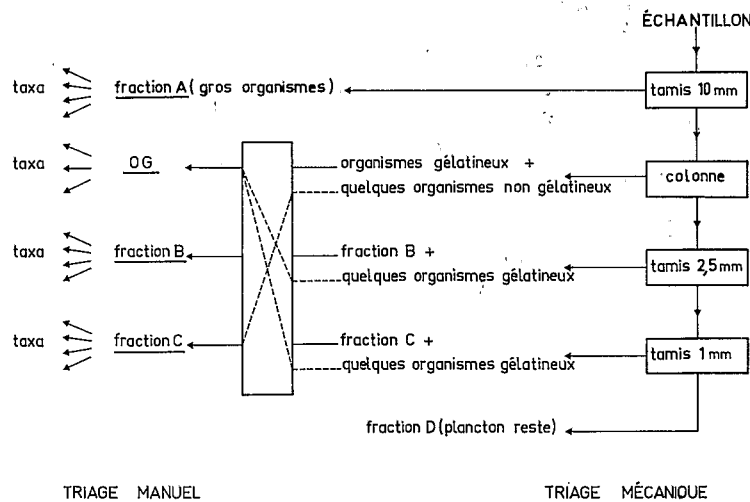 ÉCHANTILLON
taxa fraction A (gros organismes) tamis 10 mm
taxa OG organismes gélatineux + colonne
quelques organismes non gélatineux
taxa fraction B fraction B + tamis 2,5 mm
quelques organismes gélatineux
taxa fraction C fraction C + tamis 1 mm
quelques organismes gélatineux
fraction D (plancton reste)
TRIAGE MANUEL TRIAGE MÉCANIQUE